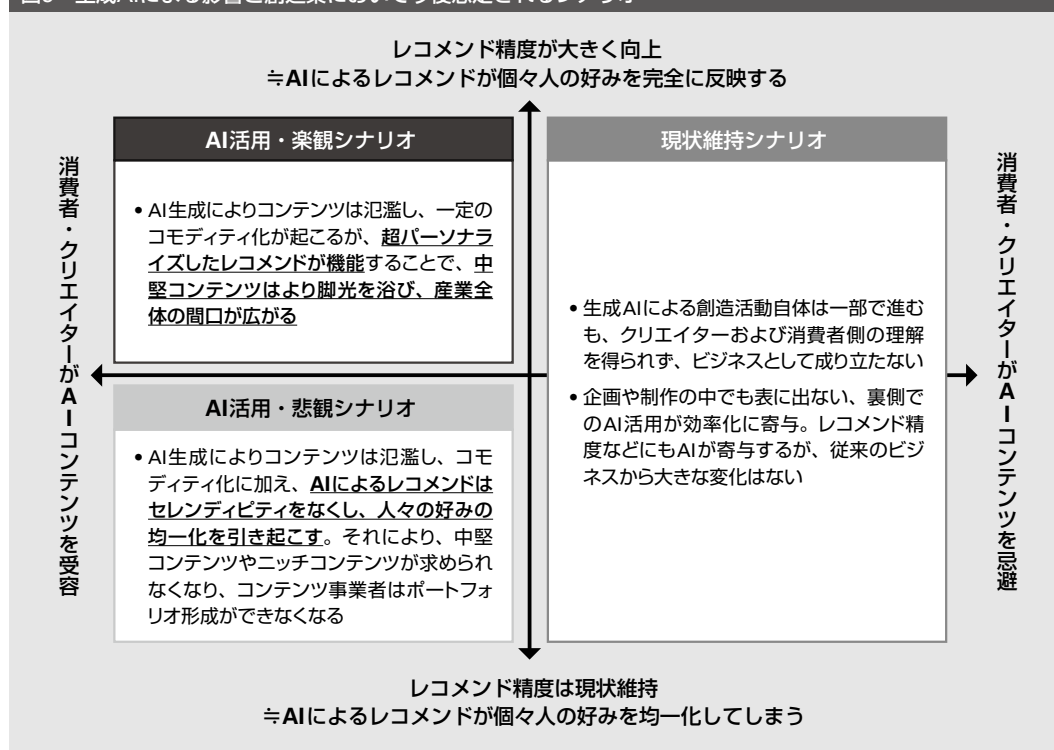 レコメンド精度が大きく向上
≒AIによるレコメンドが個々人の好みを完全に反映する
消費者・クリエイターがAIコンテンツを受容
AI活用・楽観シナリオ
• AI生成によりコンテンツは氾濫し、一定の
コモディティ化が起こるが、超パーソナラ
イズしたレコメンドが機能することで、中
堅コンテンツはより脚光を浴び、産業全
体の間口が広がる
AI活用・悲観シナリオ
• AI生成によりコンテンツは氾濫し、コモ
ディティ化に加え、AIによるレコメンドは
セレンディピティをなくし、人々の好みの
均一化を引き起こす。それにより、中堅
コンテンツやニッチコンテンツが求められ
なくなり、コンテンツ事業者はポートフォ
リオ形成ができなくなる
現状維持シナリオ
• 生成AIによる創造活動自体は一部で進む
も、クリエイターおよび消費者側の理解
を得られず、ビジネスとして成り立たない
• 企画や制作の中でも表に出ない、裏側で
のAI活用が効率化に寄与。レコメンド精
度などにもAIが寄与するが、従来のビジ
ネスから大きな変化はない
消費者・クリエイターがAIコンテンツを忌避
レコメンド精度は現状維持
≒AIによるレコメンドが個々人の好みを均一化してしまう